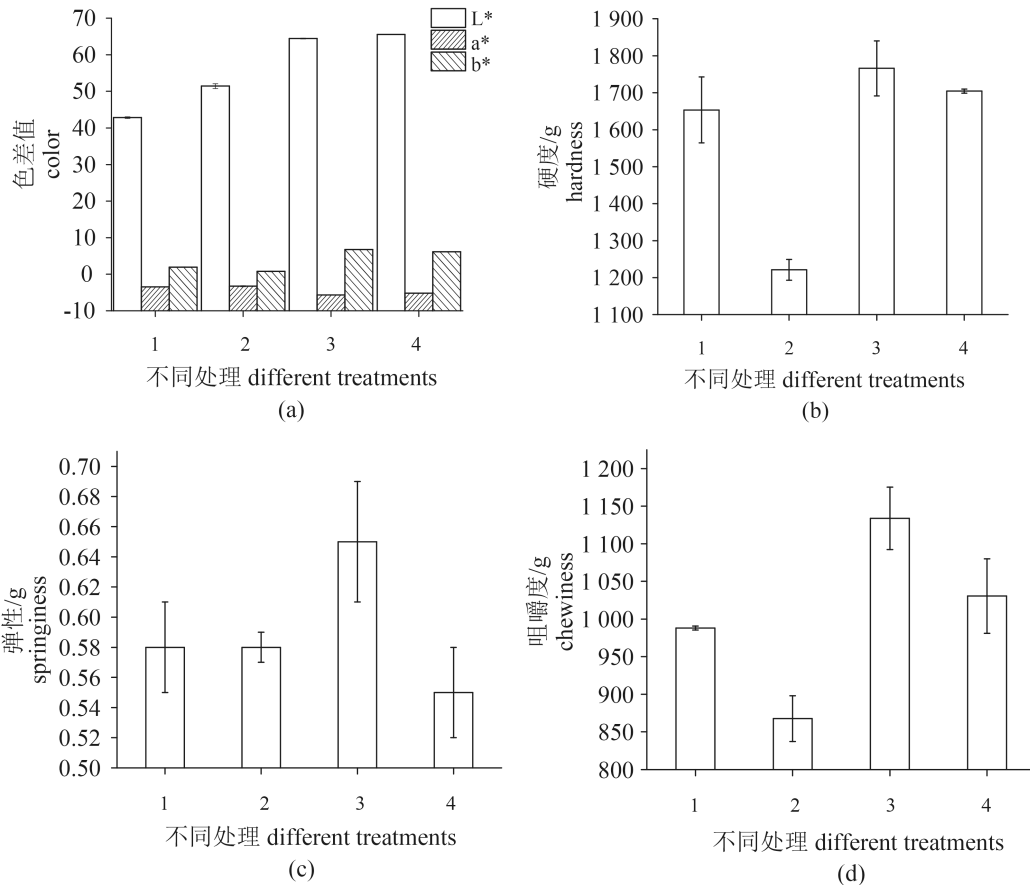 70
60
50
40
30
20
10
0
-10
色差值
color
L*
a*
b*
1 2 3 4
不同处理 different treatments
(a)
1 900
1 800
1 700
1 600
1 500
1 400
1 300
1 200
1 100
硬度/g
hardness
1 2 3 4
不同处理 different treatments
(b)
0.70
0.68
0.66
0.64
0.62
0.60
0.58
0.56
0.54
0.52
0.50
弹性/g
springiness
1 2 3 4
不同处理 different treatments
(c)
1 200
1 150
1 100
1 050
1 000
950
900
850
800
咀嚼度/g
chewiness
1 2 3 4
不同处理 different treatments
(d)